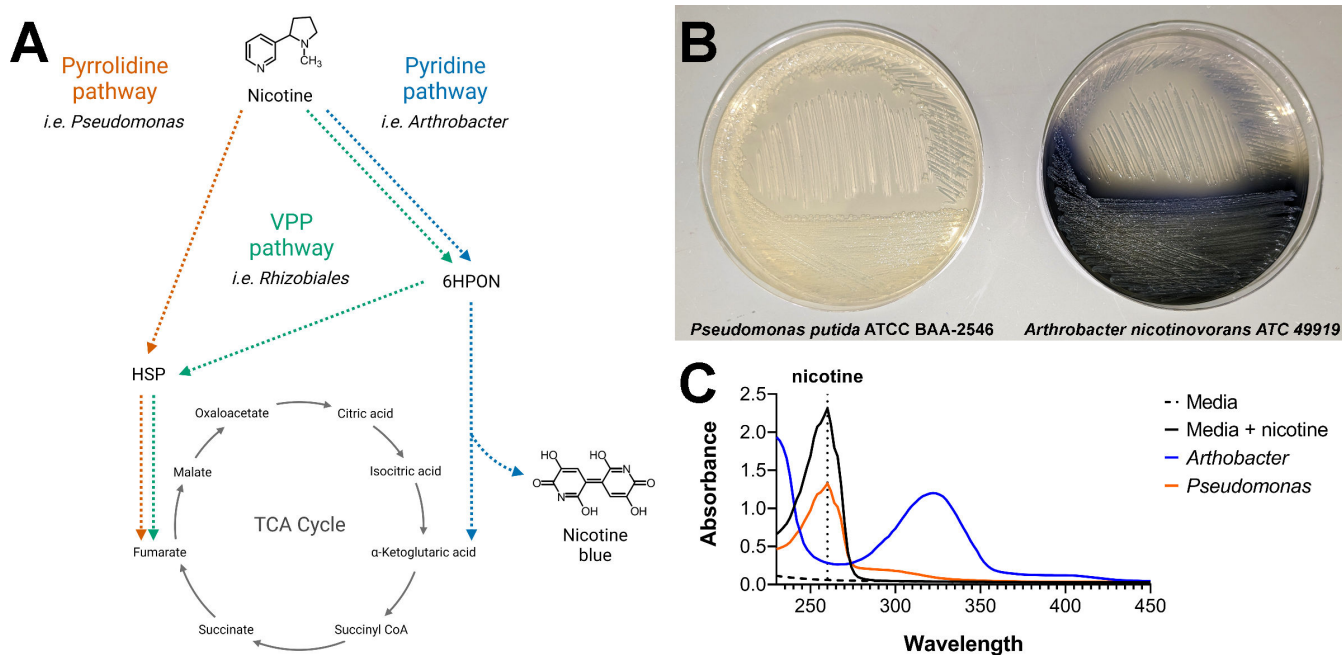 A
Pyrrolidine
pathway
i.e. Pseudomonas
N
N
CH3
Nicotine
Pyridine
pathway
i.e. Arthrobacter
VPP
pathway
i.e. Rhizobiales
6HPON
HSP
Oxaloacetate
Citric acid
Malate
Isocitric acid
TCA Cycle
Fumarate
α-Ketoglutaric acid
Succinate
Succinyl CoA
HO
HO
N
O
O
N
OH
OH
Nicotine
blue
B
Pseudomonas putida ATCC BAA-2546
Arthrobacter nicotinovorans ATC 49919
C
nicotine
2.5
2.0
1.5
1.0
0.5
0.0
Absorbance
250
300
350
400
450
Wavelength
Media
Media + nicotine
Arthobacter
Pseudomonas